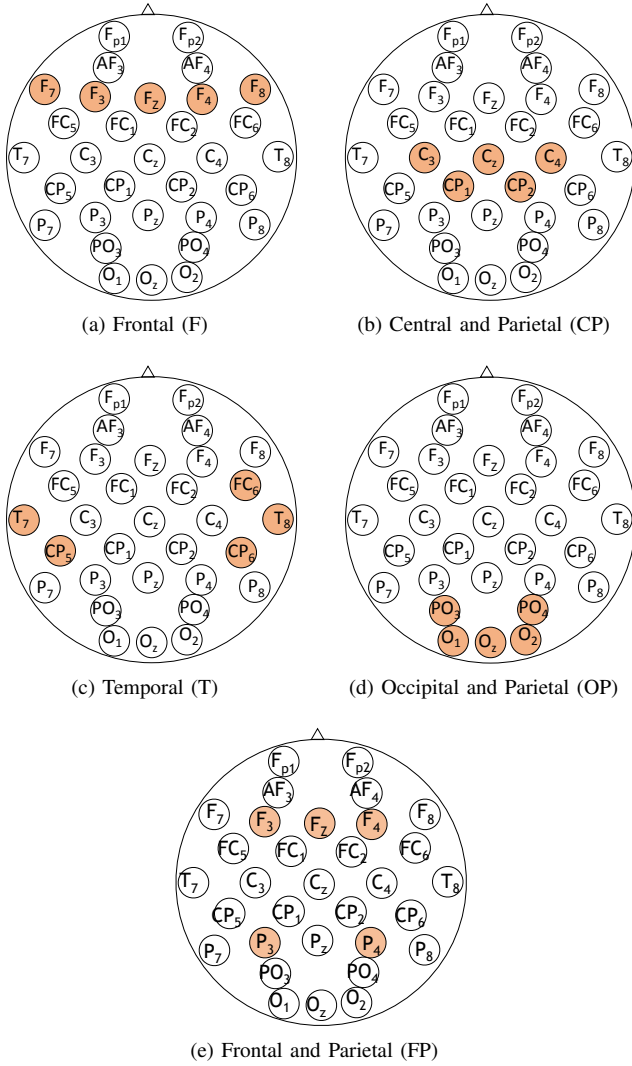 Fp1 Fp2 Fp1 Fp2
AF3 AF4 AF3 AF4
F7 F3 Fz F4 F8 F7 F3 Fz F4 F8
FC5 FC1 FC2 FC6 FC5 FC1 FC2 FC6
T7 C3 Cz C4 T8 T7 C3 Cz C4 T8
CP5 CP1 CP2 CP6 CP5 CP1 CP2 CP6
P7 P3 Pz P4 P8 P7 P3 Pz P4 P8
PO3 PO4 PO3 PO4
O1 Oz O2 O1 Oz O2
(a) Frontal (F) (b) Central and Parietal (CP)
Fp1 Fp2 Fp1 Fp2
AF3 AF4 AF3 AF4
F7 F3 Fz F4 F8 F7 F3 Fz F4 F8
FC5 FC1 FC2 FC6 FC5 FC1 FC2 FC6
T7 C3 Cz C4 T8 T7 C3 Cz C4 T8
CP5 CP1 CP2 CP6 CP5 CP1 CP2 CP6
P7 P3 Pz P4 P8 P7 P3 Pz P4 P8
PO3 PO4 PO3 PO4
O1 Oz O2 O1 Oz O2
(c) Temporal (T) (d) Occipital and Parietal (OP)
Fp1 Fp2
AF3 AF4
F7 F3 Fz F4 F8
FC5 FC1 FC2 FC6
T7 C3 Cz C4 T8
CP5 CP1 CP2 CP6
P7 P3 Pz P4 P8
PO3 PO4
O1 Oz O2
(e) Frontal and Parietal (FP)